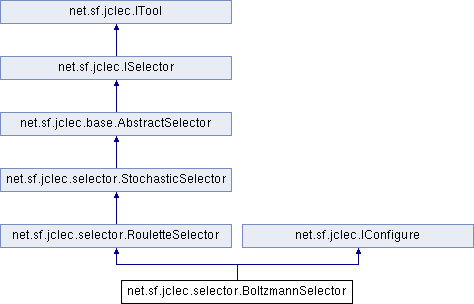 net.sf.jclec.ITool
net.sf.jclec.ISelector
net.sf.jclec.base.AbstractSelector
net.sf.jclec.selector.StochasticSelector
net.sf.jclec.selector.RouletteSelector
net.sf.jclec.IConfigure
net.sf.jclec.selector.BoltzmannSelector